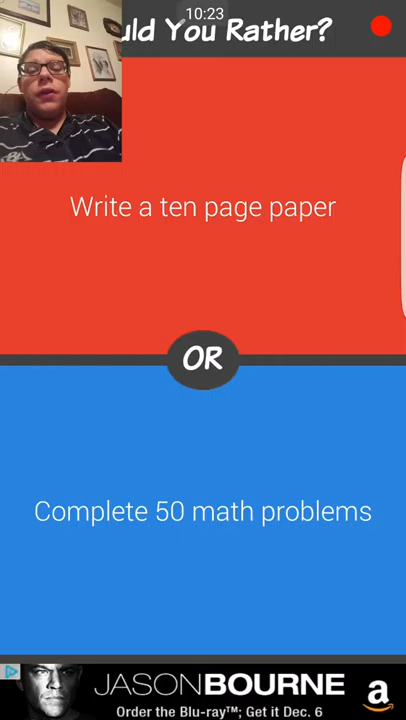 10:23
uld You Rather?
Write a ten page paper
OR
Complete 50 math problems
JASONBOURNE
Order the Blu-ray™; Get it Dec. 6
a